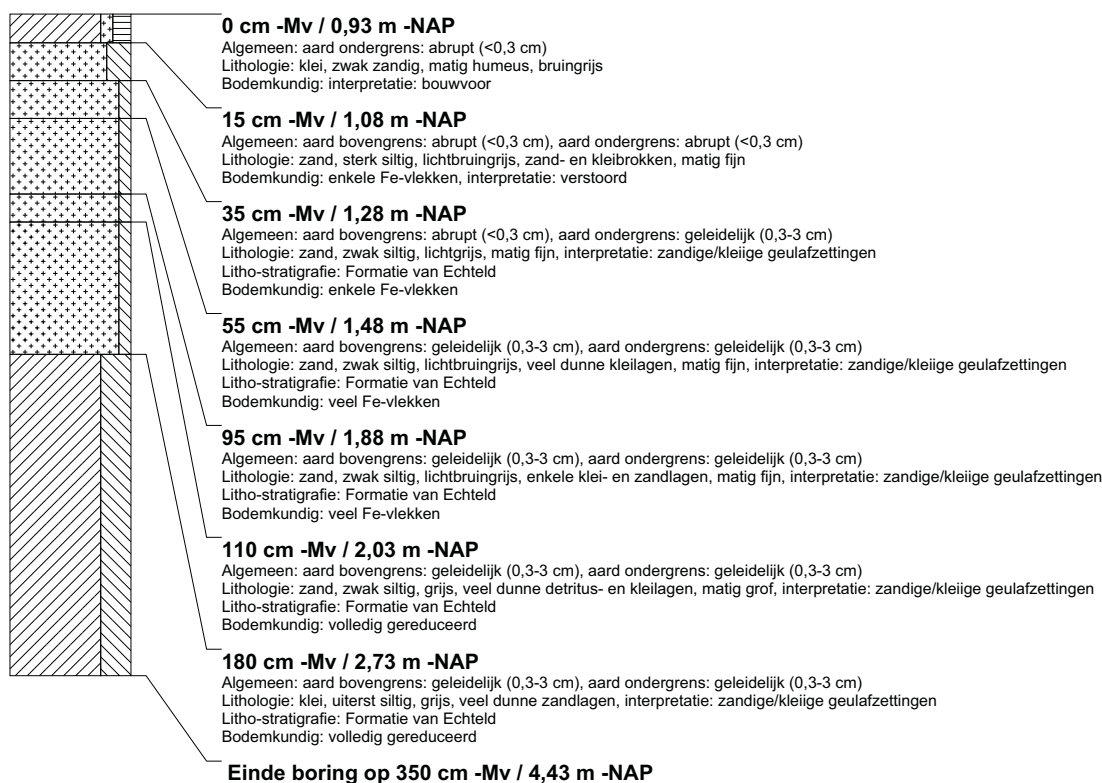 0 cm -Mv / 0,93 m -NAP
Algemeen: aard ondergrens: abrupt (<0,3 cm)
Lithologie: klei, zwak zandig, matig humeus, bruingrijs
Bodemkundig: interpretatie: bouwvoor
15 cm -Mv / 1,08 m -NAP
Algemeen: aard bovengrens: abrupt (<0,3 cm), aard ondergrens: abrupt (<0,3 cm)
Lithologie: zand, sterk siltig, lichtbruingrijs, zand- en kleibrokken, matig fijn
Bodemkundig: enkele Fe-vlekken, interpretatie: verstoord
35 cm -Mv / 1,28 m -NAP
Algemeen: aard bovengrens: abrupt (<0,3 cm), aard ondergrens: geleidelijk (0,3-3 cm)
Lithologie: zand, zwak siltig, lichtgrijs, matig fijn, interpretatie: zandige/kleiige geulafzettingen
Litho-stratigrafie: Formatie van Echteld
Bodemkundig: enkele Fe-vlekken
55 cm -Mv / 1,48 m -NAP
Algemeen: aard bovengrens: geleidelijk (0,3-3 cm), aard ondergrens: geleidelijk (0,3-3 cm)
Lithologie: zand, zwak siltig, lichtbruingrijs, veel dunne kleilagen, matig fijn, interpretatie: zandige/kleiige geulafzettingen
Litho-stratigrafie: Formatie van Echteld
Bodemkundig: veel Fe-vlekken
95 cm -Mv / 1,88 m -NAP
Algemeen: aard bovengrens: geleidelijk (0,3-3 cm), aard ondergrens: geleidelijk (0,3-3 cm)
Lithologie: zand, zwak siltig, lichtbruingrijs, enkele klei- en zandlagen, matig fijn, interpretatie: zandige/kleiige geulafzettingen
Litho-stratigrafie: Formatie van Echteld
Bodemkundig: veel Fe-vlekken
110 cm -Mv / 2,03 m -NAP
Algemeen: aard bovengrens: geleidelijk (0,3-3 cm), aard ondergrens: geleidelijk (0,3-3 cm)
Lithologie: zand, zwak siltig, grijs, veel dunne detritus- en kleilagen, matig grof, interpretatie: zandige/kleiige geulafzettingen
Litho-stratigrafie: Formatie van Echteld
Bodemkundig: volledig gereduceerd
180 cm -Mv / 2,73 m -NAP
Algemeen: aard bovengrens: geleidelijk (0,3-3 cm), aard ondergrens: geleidelijk (0,3-3 cm)
Lithologie: klei, uiterst siltig, grijs, veel dunne zandlagen, interpretatie: zandige/kleiige geulafzettingen
Litho-stratigrafie: Formatie van Echteld
Bodemkundig: volledig gereduceerd
Einde boring op 350 cm -Mv / 4,43 m -NAP